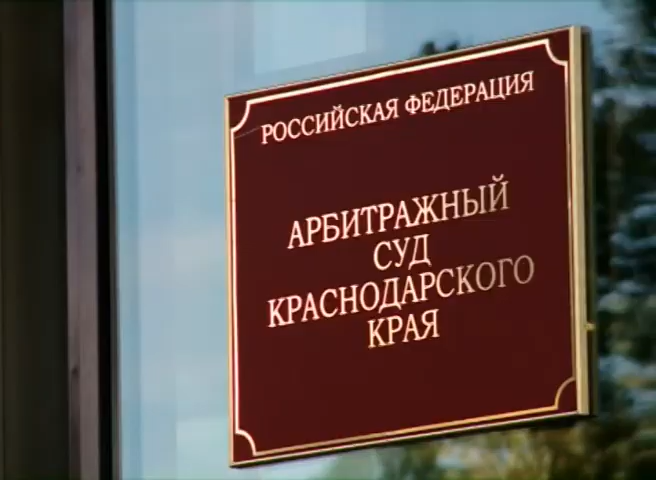 РОССИЙСКАЯ ФЕДЕРАЦИЯ
АРБИТРАЖНЫЙ
СУД
КРАСНОДАРСКОГО
КРАЯ